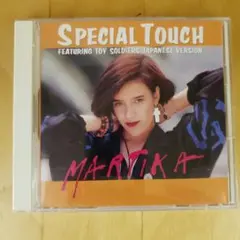 SPECIAL TOUCH
FEATURING TOY SOLDIERS JAPANESE VERSION
MARTIKA